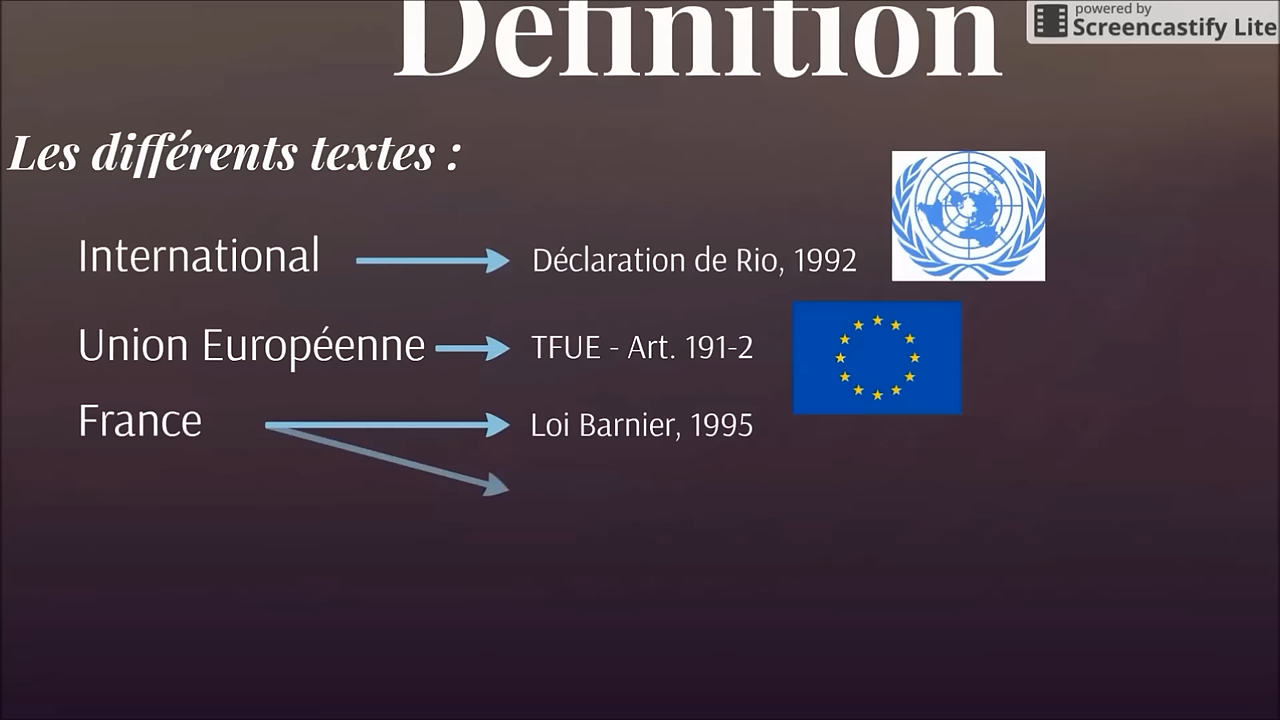 Définition
powered by
Screencastify Lite
Les différents textes :
International
Déclaration de Rio, 1992
Union Européenne
TFUE - Art. 191-2
France
Loi Barnier, 1995